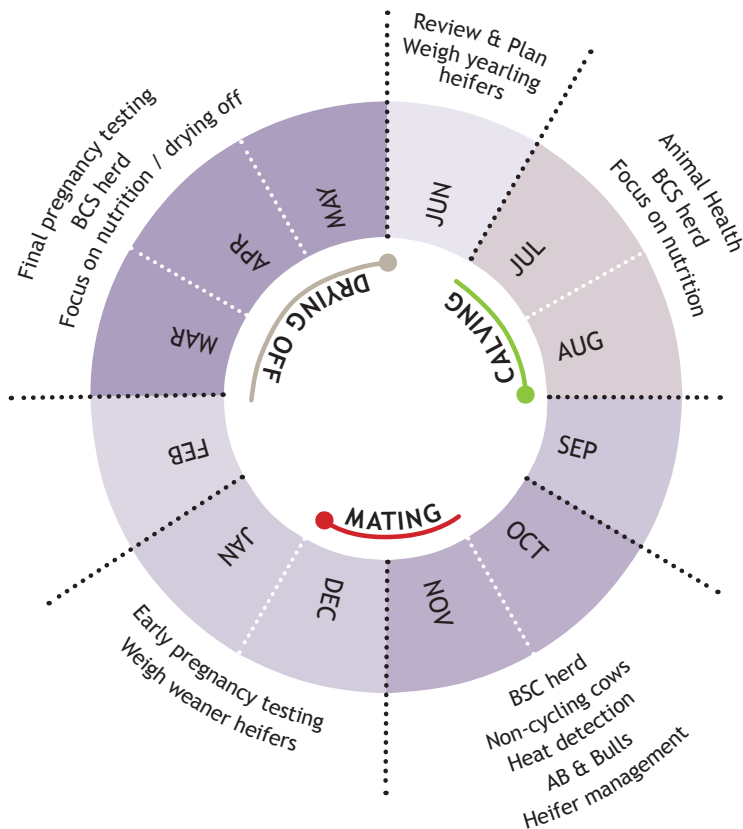 Review & Plan
Weigh yearling
heifers
Animal Health
BCS herd
Focus on nutrition
BSC herd
Non-cycling cows
Heat detection
AB & Bulls
Heifer management
Early pregnancy testing
Weigh weaner heifers
Final pregnancy testing
BCS herd
Focus on nutrition / drying off
JUN
JUL
AUG
SEP
OCT
NOV
DEC
JAN
FEB
MAR
APR
MAY
CALVING
MATING
DRYING OFF